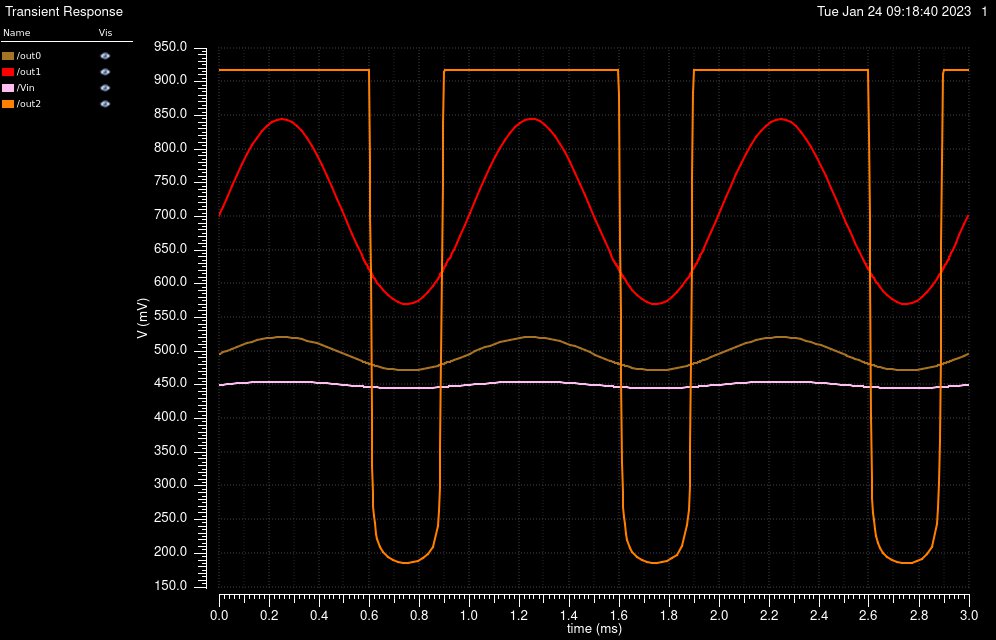 Transient Response
Tue Jan 24 09:18:40 2023 1
Name Vis
/out0
/out1
/Vin
/out2
950.0
900.0
850.0
800.0
750.0
700.0
650.0
600.0
550.0
500.0
450.0
400.0
350.0
300.0
250.0
200.0
150.0
V (mV)
0.0 0.2 0.4 0.6 0.8 1.0 1.2 1.4 1.6 1.8 2.0 2.2 2.4 2.6 2.8 3.0
time (ms)